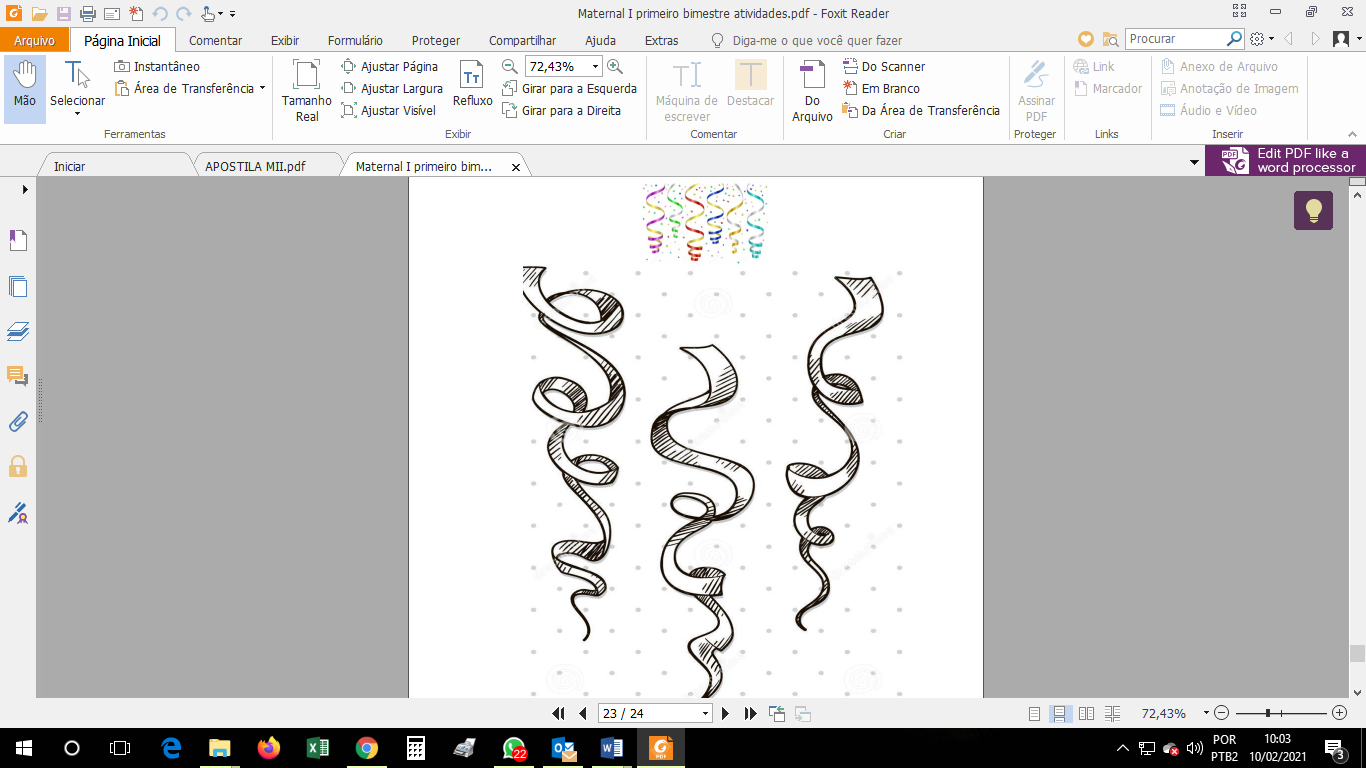 Maternal I primeiro bimestre atividades.pdf - Foxit Reader
Arquivo Página Inicial Comentar Exibir Formulário Proteger Compartilhar Ajuda Extras Diga-me o que você quer fazer Procurar
Mão
Selecionar
Instantâneo
Área de Transferência
Ferramentas
Tamanho
Real
Ajustar Página
Ajustar Largura
Ajustar Visível
Refluxo
72,43%
Girar para a Esquerda
Girar para a Direita
Exibir
Máquina de
escrever
Destacar
Comentar
Do
Arquivo
Do Scanner
Em Branco
Da Área de Transferência
Criar
Assinar
PDF
Proteger
Link
Marcador
Links
Anexo de Arquivo
Anotação de Imagem
Áudio e Vídeo
Inserir
Iniciar APOSTILA MII.pdf Maternal I primeiro bim...
Edit PDF like a
word processor
23 / 24
72,43%
22
POR
PTB2
10:03
10/02/2021
3